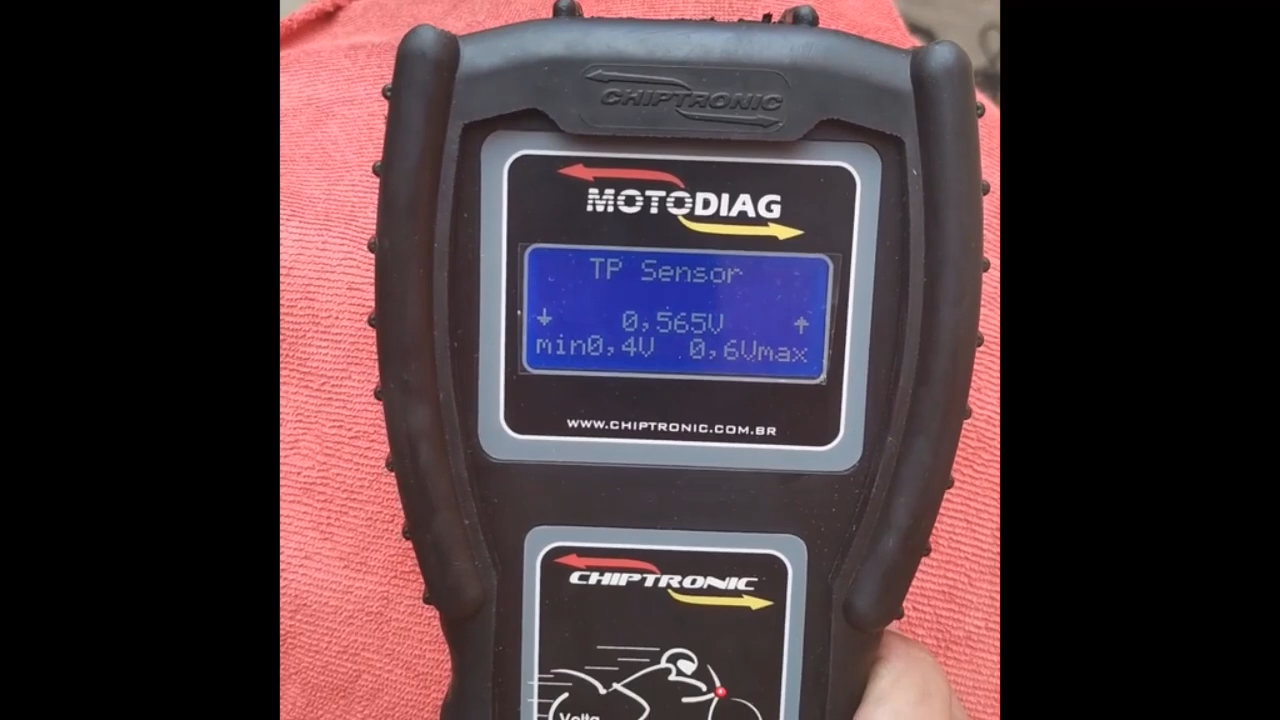 CHIPTRONIC
MOTODIAG
TP Sensor
↓ 0,565V ↑
min0,4V 0,6Vmax
WWW.CHIPTRONIC.COM.BR
CHIPTRONIC
Volta